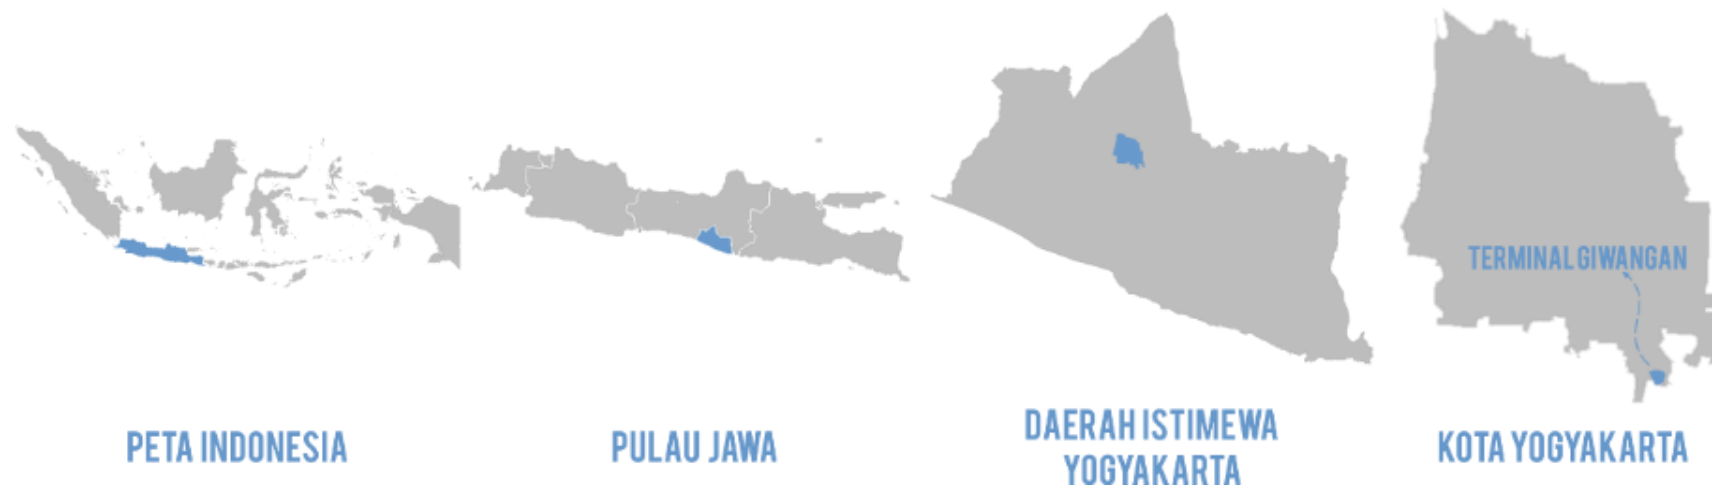 TERMINAL GIWANGAN
PETA INDONESIA
PULAU JAWA
DAERAH ISTIMEWA
YOGYAKARTA
KOTA YOGYAKARTA